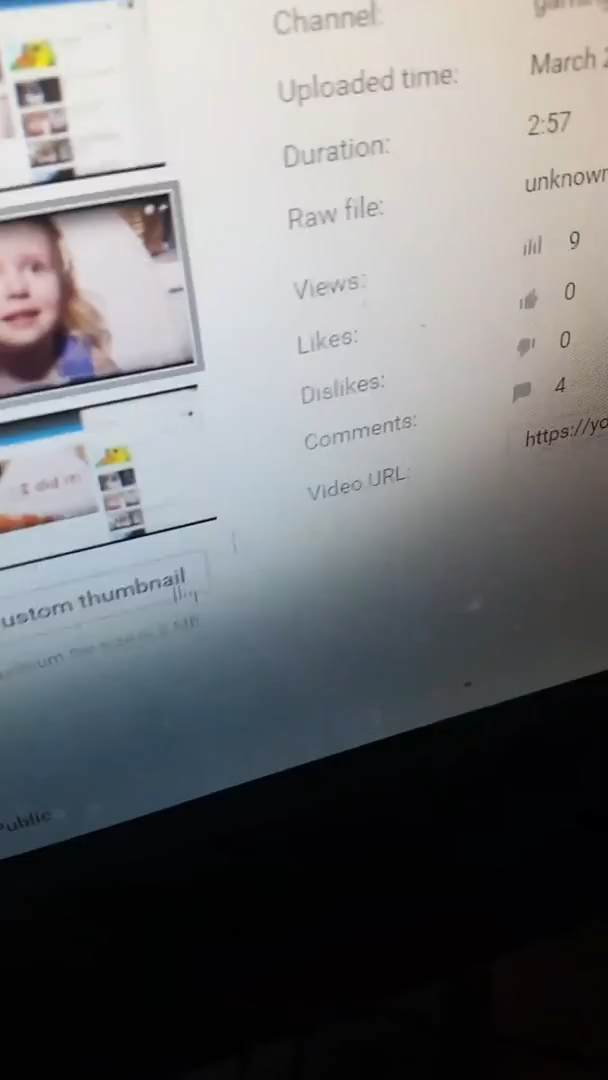 Channel:
Uploaded time: March 2
Duration: 2:57
Raw file: unknown
Views: 9
Likes: 0
Dislikes: 0
Comments: 4
Video URL: https://yo
I did it!
ustom thumbnail
Public